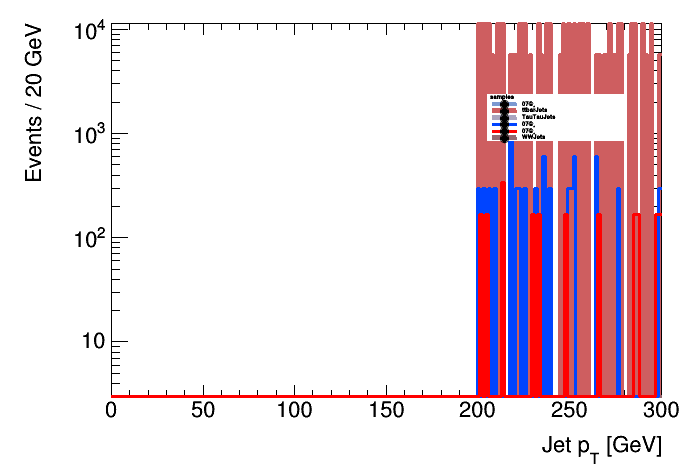 Events / 20 GeV
10⁴
10³
10²
10
samples
ttbarJets
TauTauJets
WWJets
0 50 100 150 200 250 300
Jet p_T [GeV]